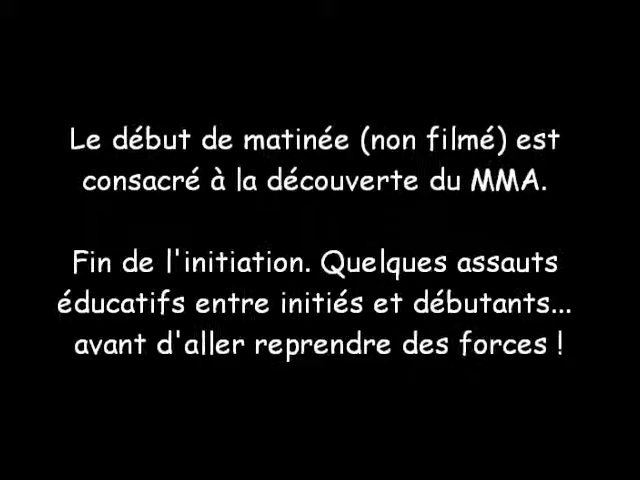 Le début de matinée (non filmé) est
consacré à la découverte du MMA.
Fin de l'initiation. Quelques assauts
éducatifs entre initiés et débutants...
avant d'aller reprendre des forces !